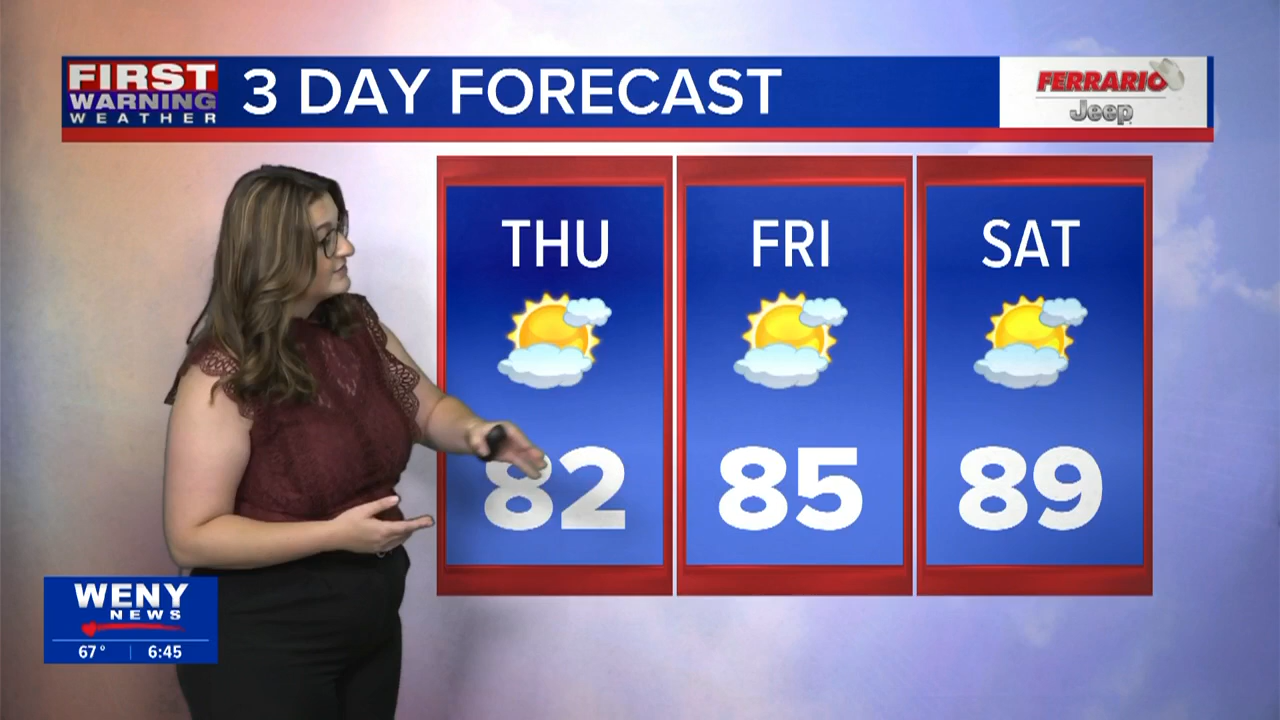 FIRST
WARNING
WEATHER
3 DAY FORECAST
FERRARIO
Jeep
THU
FRI
SAT
82
85
89
WENY
NEWS
67° | 6:45